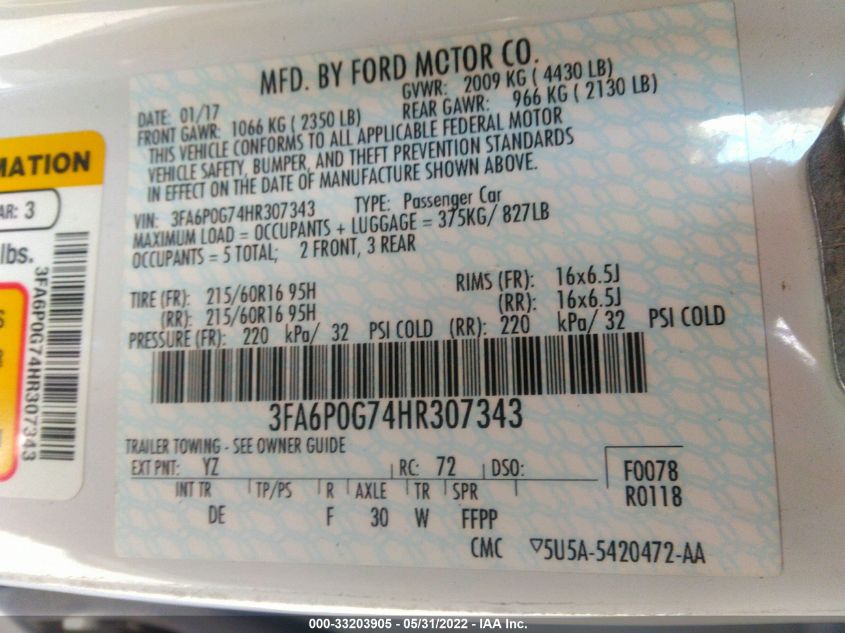 MFD. BY FORD MOTOR CO.
DATE: 01/17 GVWR: 2009 KG ( 4430 LB)
FRONT GAWR: 1066 KG ( 2350 LB) REAR GAWR: 966 KG ( 2130 LB)
THIS VEHICLE CONFORMS TO ALL APPLICABLE FEDERAL MOTOR
VEHICLE SAFETY, BUMPER, AND THEFT PREVENTION STANDARDS
IN EFFECT ON THE DATE OF MANUFACTURE SHOWN ABOVE.
VIN: 3FA6P0G74HR307343 TYPE: Passenger Car
MAXIMUM LOAD = OCCUPANTS + LUGGAGE = 375KG/ 827LB
OCCUPANTS = 5 TOTAL; 2 FRONT, 3 REAR
TIRE (FR): 215/60R16 95H RIMS (FR): 16x6.5J
(RR): 215/60R16 95H (RR): 16x6.5J
PRESSURE (FR): 220 kPa/ 32 PSI COLD (RR): 220 kPa/ 32 PSI COLD
3FA6P0G74HR307343
TRAILER TOWING - SEE OWNER GUIDE
EXT PNT: YZ RC: 72 DSO: F0078
R0118
INT TR TP/PS R AXLE TR SPR
DE F 30 W FFPP
CMC ▽5U5A-5420472-AA
MATION
AR: 3
lbs.
3FA6P0G74HR307343
000-33203905 - 05/31/2022 - IAA Inc.